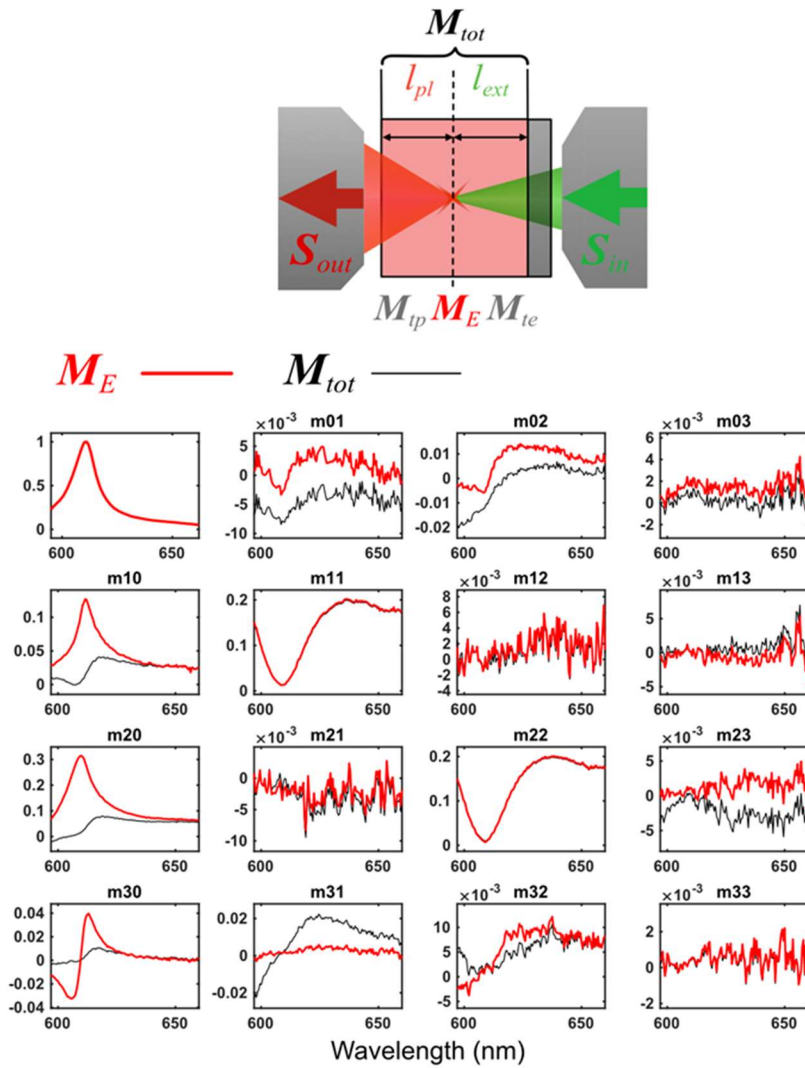 M_tot
l_pl l_ext
S_out S_in
M_tp M_E M_te
M_E M_tot
×10⁻³ m01 m02 ×10⁻³ m03
1 5 0.01 6
0.5 0 0 4
0 -5 -0.01 2
-10 -0.02 0
-2
600 650 600 650 600 650 600 650
m10 m11 ×10⁻³ m12 ×10⁻³ m13
0.1 0.2 8 5
0.05 0.1 6 0
0 0 4 -5
2
0
-2
-4
600 650 600 650 600 650 600 650
m20 ×10⁻³ m21 m22 ×10⁻³ m23
0.3 0 0.2 5
0.2 -5 0.1 0
0.1 -10 0 -5
0
600 650 600 650 600 650 600 650
m30 m31 ×10⁻³ m32 ×10⁻³ m33
0.04 0.02 10 2
0.02 0 5 0
0 -0.02 0 -2
-0.02 -5
-0.04
600 650 600 650 600 650 600 650
Wavelength (nm)